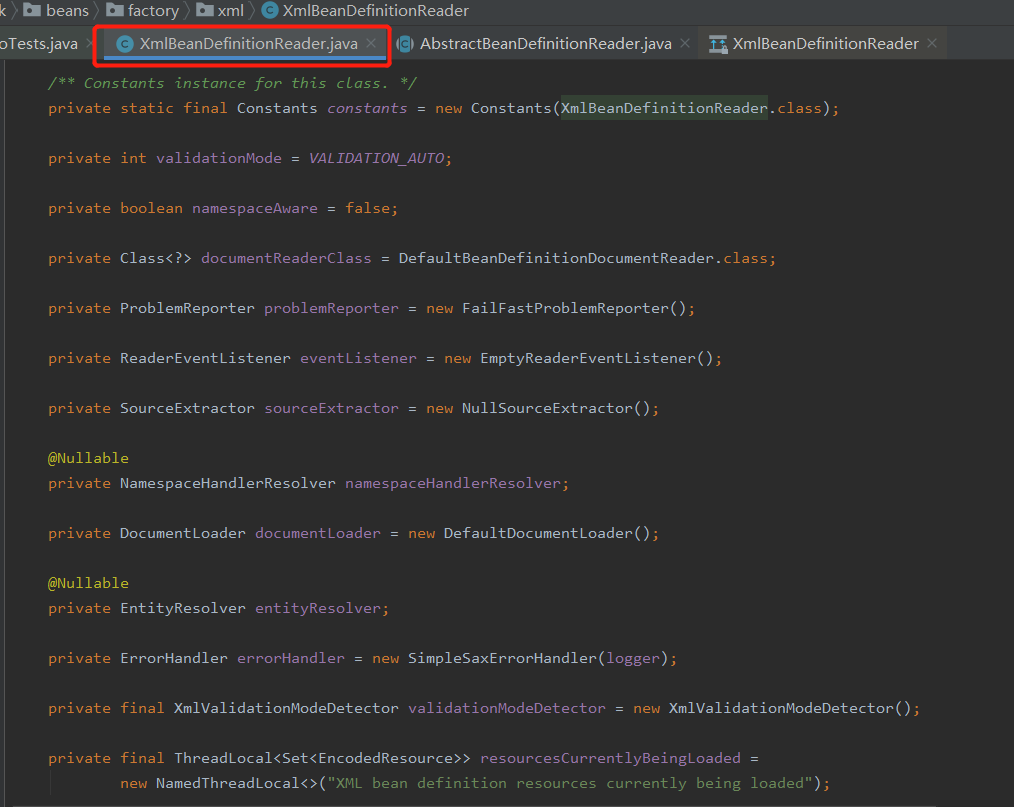 k beans factory xml XmlBeanDefinitionReader
oTests.java XmlBeanDefinitionReader.java AbstractBeanDefinitionReader.java XmlBeanDefinitionReader
/** Constants instance for this class. */
private static final Constants constants = new Constants(XmlBeanDefinitionReader.class);
private int validationMode = VALIDATION_AUTO;
private boolean namespaceAware = false;
private Class<?> documentReaderClass = DefaultBeanDefinitionDocumentReader.class;
private ProblemReporter problemReporter = new FailFastProblemReporter();
private ReaderEventListener eventListener = new EmptyReaderEventListener();
private SourceExtractor sourceExtractor = new NullSourceExtractor();
@Nullable
private NamespaceHandlerResolver namespaceHandlerResolver;
private DocumentLoader documentLoader = new DefaultDocumentLoader();
@Nullable
private EntityResolver entityResolver;
private ErrorHandler errorHandler = new SimpleSaxErrorHandler(logger);
private final XmlValidationModeDetector validationModeDetector = new XmlValidationModeDetector();
private final ThreadLocal<Set<EncodedResource>> resourcesCurrentlyBeingLoaded =
new NamedThreadLocal<>("XML bean definition resources currently being loaded");